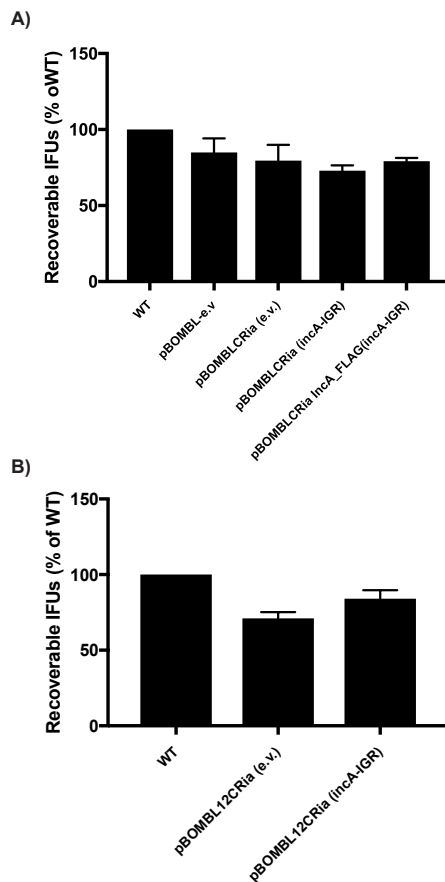 A)
Recoverable IFUs (% oWT)
150
100
50
0
WT
pBOMBL-e.v
pBOMBLCRia (e.v.)
pBOMBLCRia (incA-IGR)
pBOMBLCRia IncA_FLAG(incA-IGR)
B)
Recoverable IFUs (% of WT)
150
100
50
0
WT
pBOMBL12CRia (e.v.)
pBOMBL12CRia (incA-IGR)